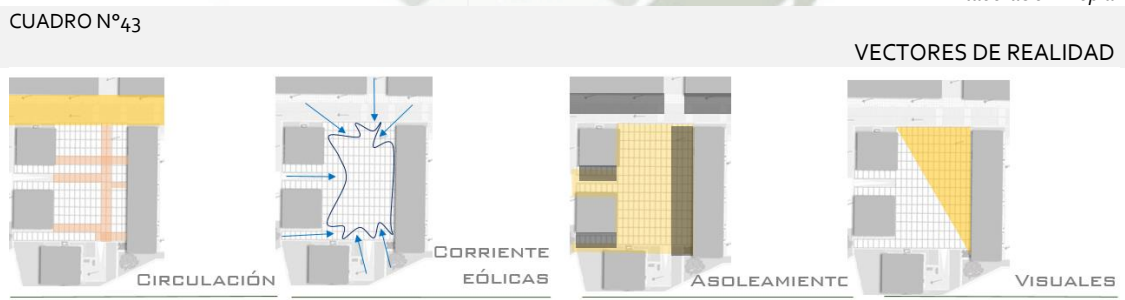 CUADRO N°43
VECTORES DE REALIDAD
CIRCULACIÓN
CORRIENTE
EÓLICAS
ASOLEAMIENTC
VISUALES